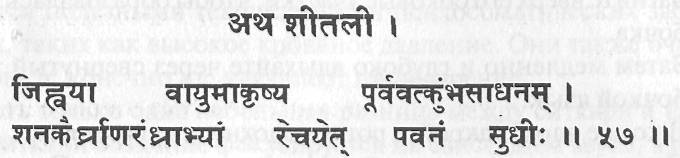 अथ शीतली ।
जिह्वया वायुमाकृष्य पूर्ववत्कुंभसाधनम् ।
शनकैर्घ्राणरंध्राभ्यां रेचयेत् पवनं सुधीः ॥ ५७ ॥